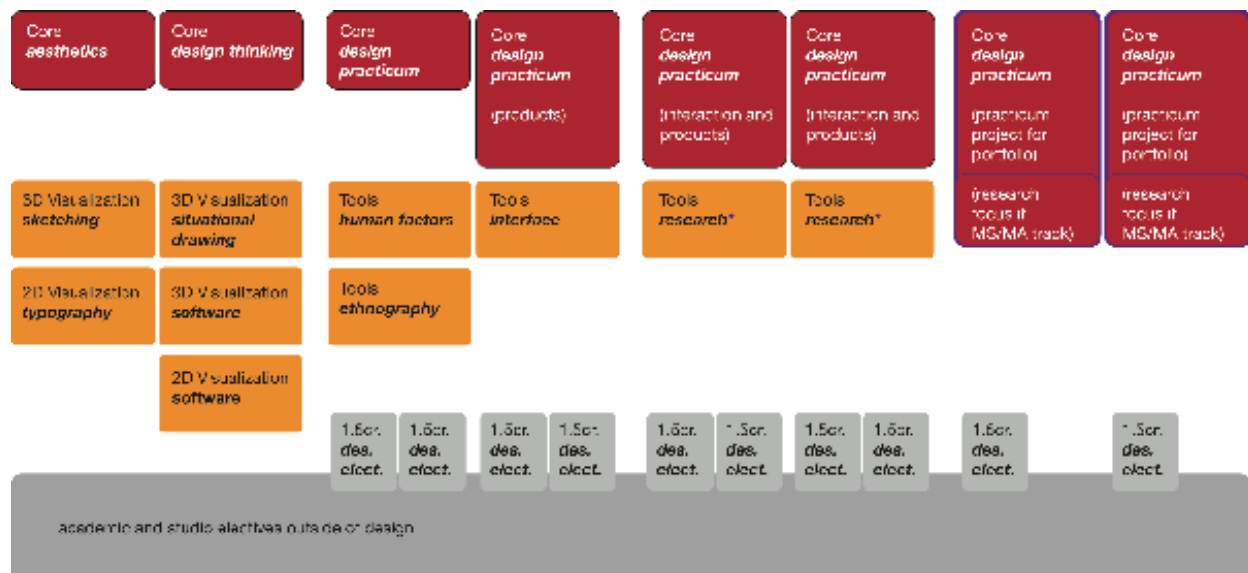 Core
aesthetics
Core
design thinking
Core
design
practicum
Core
design
practicum
(products)
Core
design
practicum
(interaction and
products)
Core
design
practicum
(interaction and
products)
Core
design
practicum
(practicum
project for
portfolio)
Core
design
practicum
(practicum
project for
portfolio)
3D Visualization
sketching
3D Visualization
situational
drawing
Tools
human factors
Tools
interface
Tools
research*
Tools
research*
(research
focus if
MS/MA track)
(research
focus if
MS/MA track)
2D Visualization
typography
3D Visualization
software
Tools
ethnography
2D Visualization
software
1.5cr.
des.
elect.
1.5cr.
des.
elect.
1.5cr.
des.
elect.
1.5cr.
des.
elect.
1.5cr.
des.
elect.
1.5cr.
des.
elect.
1.5cr.
des.
elect.
1.5cr.
des.
elect.
1.5cr.
des.
elect.
1.5cr.
des.
elect.
academic and studio electives outside of design